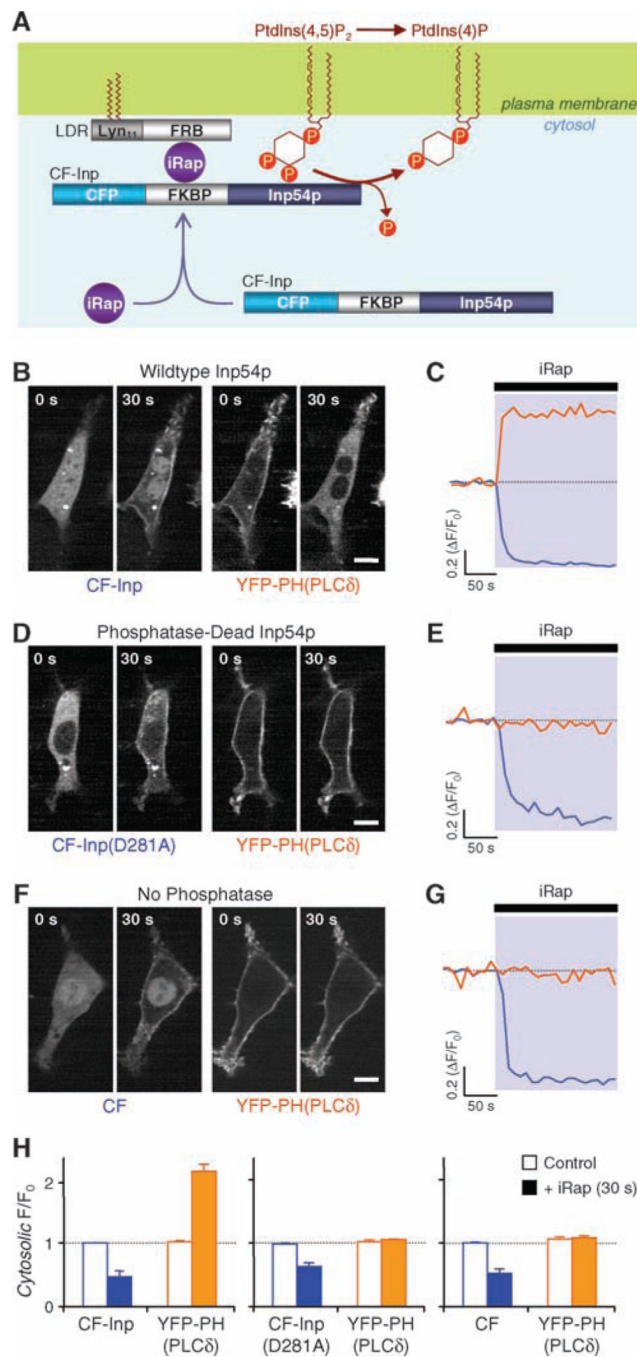 A
PtdIns(4,5)P₂ → PtdIns(4)P
plasma membrane
cytosol
LDR Lyn₁₁ FRB
iRap
P P P P P P
CF-Inp
CFP FKBP Inp54p
P
CF-Inp
iRap
CFP FKBP Inp54p
B Wildtype Inp54p
0 s 30 s 0 s 30 s
CF-Inp YFP-PH(PLCδ)
C iRap
0.2 (ΔF/F₀)
50 s
D Phosphatase-Dead Inp54p
0 s 30 s 0 s 30 s
CF-Inp(D281A) YFP-PH(PLCδ)
E iRap
0.2 (ΔF/F₀)
50 s
F No Phosphatase
0 s 30 s 0 s 30 s
CF YFP-PH(PLCδ)
G iRap
0.2 (ΔF/F₀)
50 s
H
Cytosolic F/F₀
2
1
0
Control
+ iRap (30 s)
CF-Inp YFP-PH (PLCδ)
CF-Inp (D281A) YFP-PH (PLCδ)
CF YFP-PH (PLCδ)